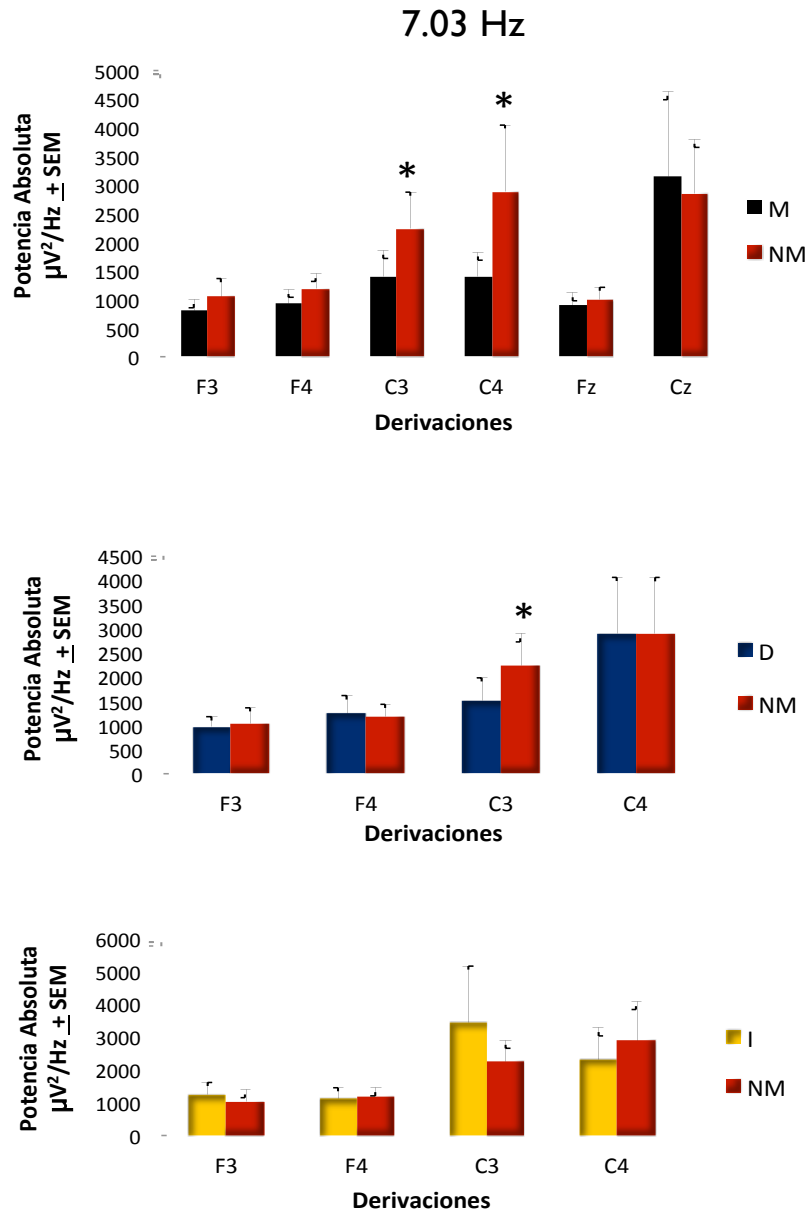 7.03 Hz
Potencia Absoluta
µV²/Hz ± SEM
5000
4500
4000
3500
3000
2500
2000
1500
1000
500
0
* *
M
NM
F3 F4 C3 C4 Fz Cz
Derivaciones
Potencia Absoluta
µV²/Hz ± SEM
4500
4000
3500
3000
2500
2000
1500
1000
500
0
*
D
NM
F3 F4 C3 C4
Derivaciones
Potencia Absoluta
µV²/Hz ± SEM
6000
5000
4000
3000
2000
1000
0
I
NM
F3 F4 C3 C4
Derivaciones